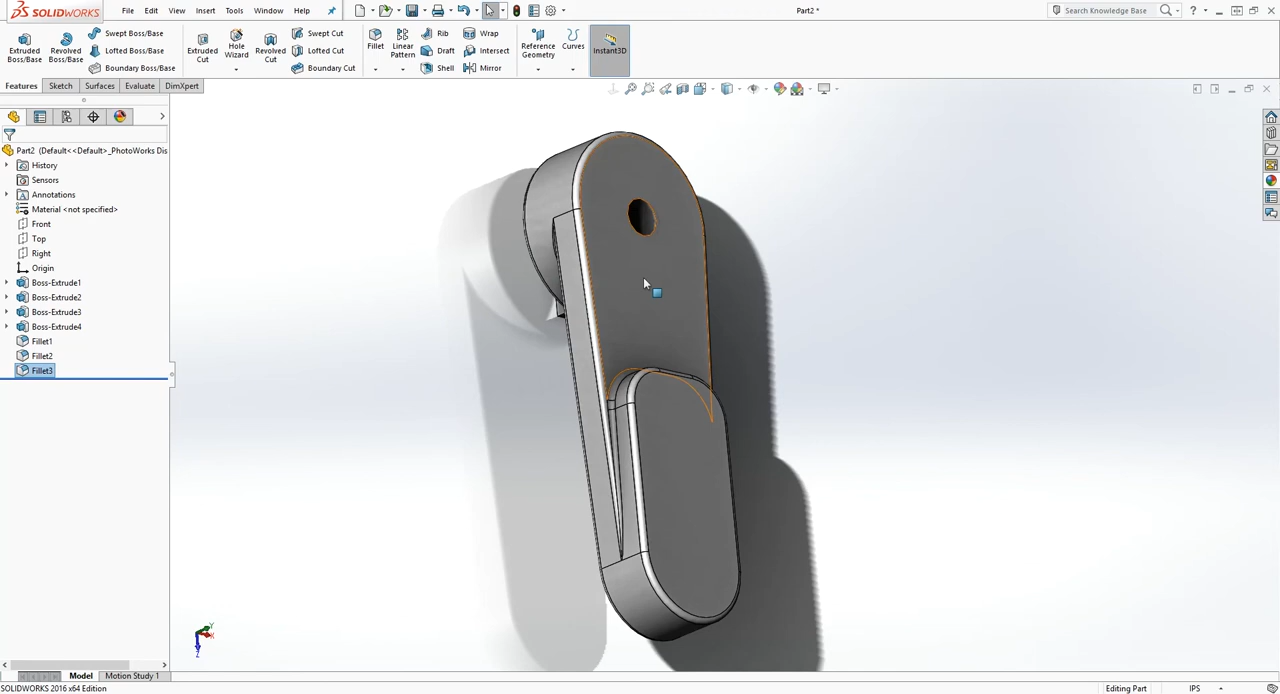 SOLIDWORKS File Edit View Insert Tools Window Help Part2 * Search Knowledge Base
Extruded Boss/Base
Revolved Boss/Base
Swept Boss/Base
Lofted Boss/Base
Boundary Boss/Base
Extruded Cut
Hole Wizard
Revolved Cut
Swept Cut
Lofted Cut
Boundary Cut
Fillet
Linear Pattern
Rib
Draft
Shell
Wrap
Intersect
Mirror
Reference Geometry
Curves
Instant3D
Features Sketch Surfaces Evaluate DimXpert
Part2 (Default<<Default>_PhotoWorks Dis
History
Sensors
Annotations
Material <not specified>
Front
Top
Right
Origin
Boss-Extrude1
Boss-Extrude2
Boss-Extrude3
Boss-Extrude4
Fillet1
Fillet2
Fillet3
Model Motion Study 1
SOLIDWORKS 2016 x64 Edition Editing Part IPS